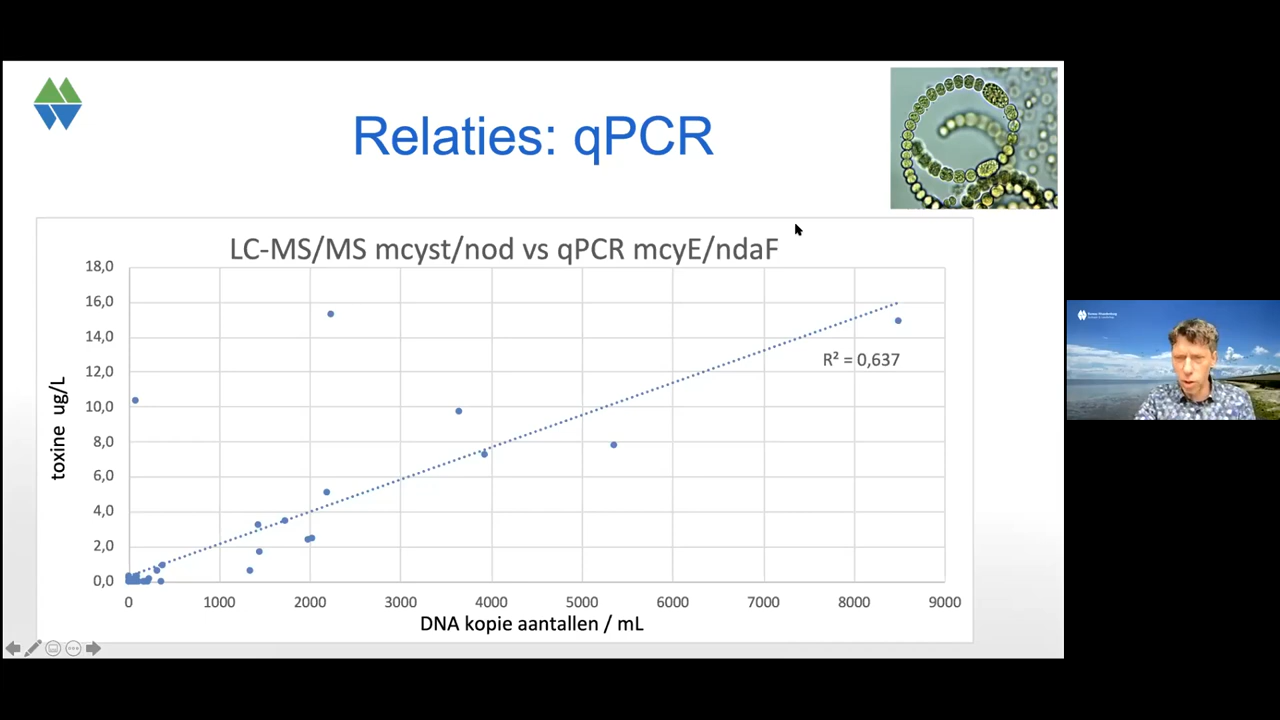 Relaties: qPCR
LC-MS/MS mcyst/nod vs qPCR mcyE/ndaF
18,0
16,0
14,0
12,0
10,0
8,0
6,0
4,0
2,0
0,0
toxine ug/L
R² = 0,637
0 1000 2000 3000 4000 5000 6000 7000 8000 9000
DNA kopie aantallen / mL